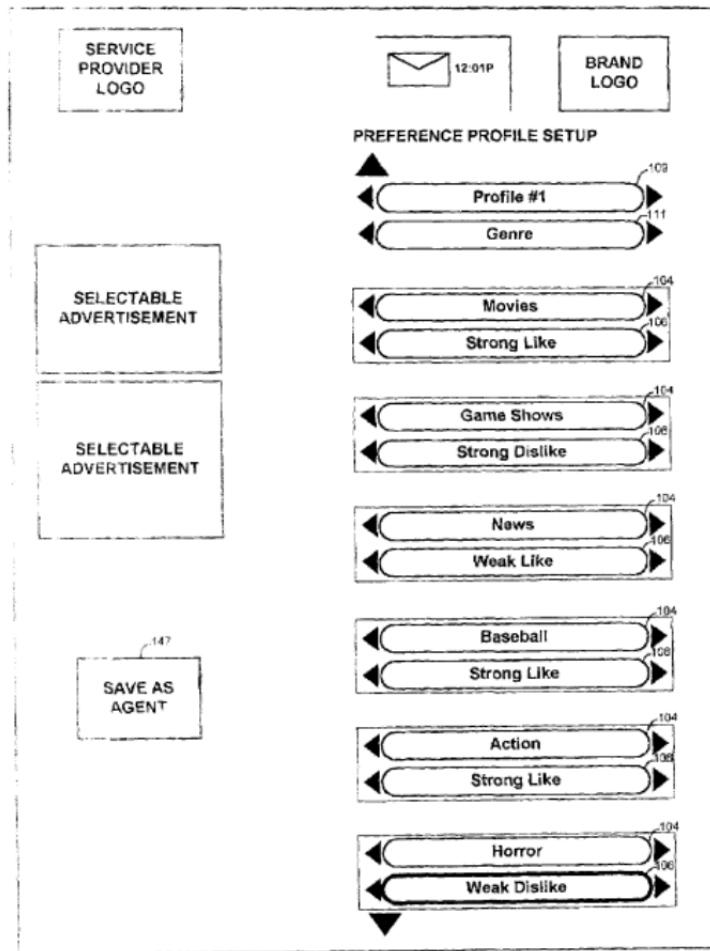 SERVICE
PROVIDER
LOGO
12:01P
BRAND
LOGO
PREFERENCE PROFILE SETUP
109
Profile #1
111
Genre
SELECTABLE
ADVERTISEMENT
104
Movies
106
Strong Like
SELECTABLE
ADVERTISEMENT
104
Game Shows
106
Strong Dislike
104
News
106
Weak Like
147
SAVE AS
AGENT
104
Baseball
106
Strong Like
104
Action
106
Strong Like
104
Horror
106
Weak Dislike